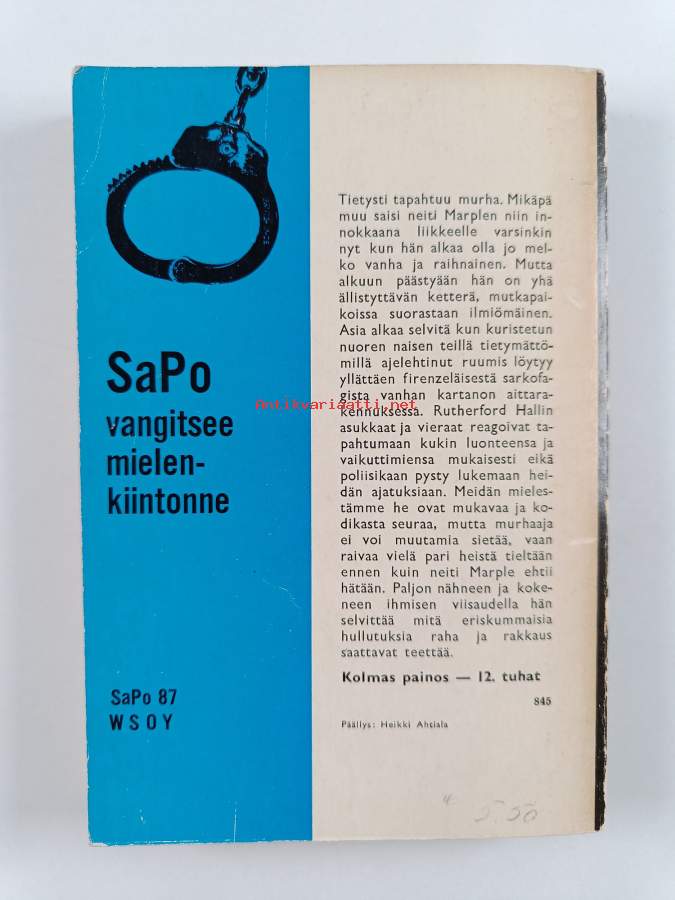 SaPo
vangitsee
mielen-
kiintonne
SaPo 87
WSOY
Tietysti tapahtuu murha. Mikäpä
muu saisi neiti Marplen niin in-
nokkaana liikkeelle varsinkin
nyt kun hän alkaa olla jo mel-
ko vanha ja raihnainen. Mutta
alkuun päästyään hän on yhä
ällistyttävän ketterä, mutkapai-
koissa suorastaan ilmiömäinen.
Asia alkaa selvitä kun kuristetun
nuoren naisen teillä tietymättö-
millä ajelehtinut ruumis löytyy
yllättäen firenzeläisestä sarkofa-
gista vanhan kartanon aittara-
kennuksessa. Rutherford Hallin
asukkaat ja vieraat reagoivat ta-
pahtumaan kukin luonteensa ja
vaikuttimiensa mukaisesti eikä
poliisikaan pysty lukemaan hei-
dän ajatuksiaan. Meidän mieles-
tämme he ovat mukavaa ja ko-
dikasta seuraa, mutta murhaaja
ei voi muutamia sietää, vaan
raivaa vielä pari heistä tieltään
ennen kuin neiti Marple ehtii
hätään. Paljon nähneen ja koke-
neen ihmisen viisaudella hän
selvittää mitä eriskummaisia
hullutuksia raha ja rakkaus
saattavat teettää.
Kolmas painos — 12. tuhat
845
Päällys: Heikki Ahtiala
5.50
Antikvariaatti.net